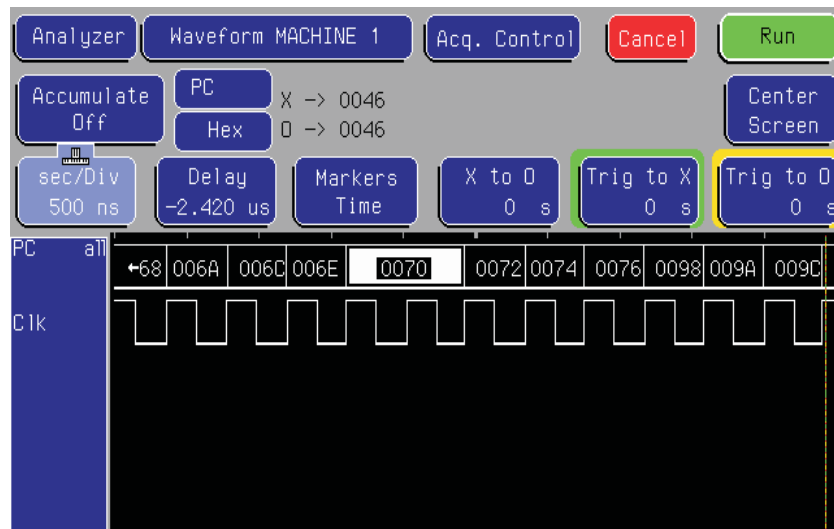 Analyzer Waveform MACHINE 1 Acq. Control Cancel Run
Accumulate Off
PC X -> 0046
Hex O -> 0046
Center Screen
sec/Div 500 ns
Delay -2.420 us
Markers Time
X to O 0 s
Trig to X 0 s
Trig to O 0 s
PC all
←68 006A 006C 006E 0070 0072 0074 0076 0098 009A 009C
Clk